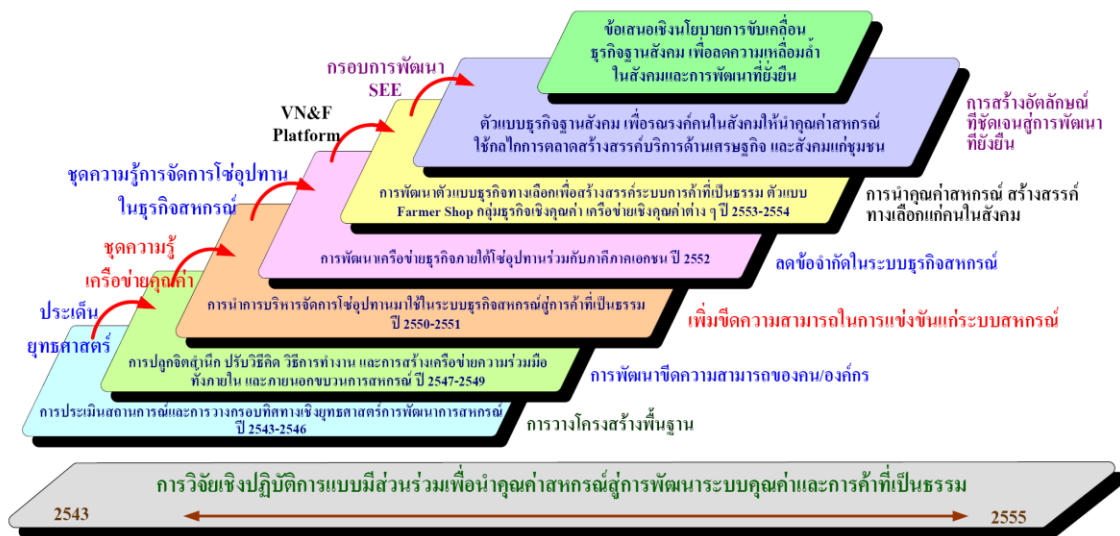 ข้อเสนอเชิงนโยบายการขับเคลื่อน
ธุรกิจฐานสังคม เพื่อลดความเหลื่อมล้ำ
ในสังคมและการพัฒนาที่ยั่งยืน
กรอบการพัฒนา
SEE
การสร้างอัตลักษณ์
ที่ชัดเจนสู่การพัฒนา
ที่ยั่งยืน
ตัวแบบธุรกิจฐานสังคม เพื่อรณรงค์คนในสังคมให้นำคุณค่าสหกรณ์
ใช้กลไกการตลาดสร้างสรรค์บริการด้านเศรษฐกิจ และสังคมแก่ชุมชน
VN&F
Platform
การพัฒนาตัวแบบธุรกิจทางเลือกเพื่อสร้างสรรค์ระบบการค้าที่เป็นธรรม ตัวแบบ
Farmer Shop กลุ่มธุรกิจเชิงคุณค่า เครือข่ายเชิงคุณค่าต่าง ๆ ปี 2553-2554
การนำคุณค่าสหกรณ์ สร้างสรรค์
ทางเลือกแก่คนในสังคม
ชุดความรู้การจัดการโซ่อุปทาน
ในธุรกิจสหกรณ์
การพัฒนาเครือข่ายธุรกิจภายใต้โซ่อุปทานร่วมกับภาคีภาคเอกชน ปี 2552
ลดข้อจำกัดในระบบธุรกิจสหกรณ์
ชุดความรู้
เครือข่ายคุณค่า
การนำการบริหารจัดการโซ่อุปทานมาใช้ในระบบธุรกิจสหกรณ์สู่การค้าที่เป็นธรรม
ปี 2550-2551
เพิ่มขีดความสามารถในการแข่งขันแก่ระบบสหกรณ์
ประเด็น
ยุทธศาสตร์
การปลูกจิตสำนึก ปรับวิธีคิด วิธีการทำงาน และการสร้างเครือข่ายความร่วมมือ
ทั้งภายใน และภายนอกขบวนการสหกรณ์ ปี 2547-2549
การพัฒนาขีดความสามารถของคน/องค์กร
การประเมินสถานการณ์และการวางกรอบทิศทางเชิงยุทธศาสตร์การพัฒนาการสหกรณ์
ปี 2543-2546
การวางโครงสร้างพื้นฐาน
การวิจัยเชิงปฏิบัติการแบบมีส่วนร่วมเพื่อนำคุณค่าสหกรณ์สู่การพัฒนาระบบคุณค่าและการค้าที่เป็นธรรม
2543
2555